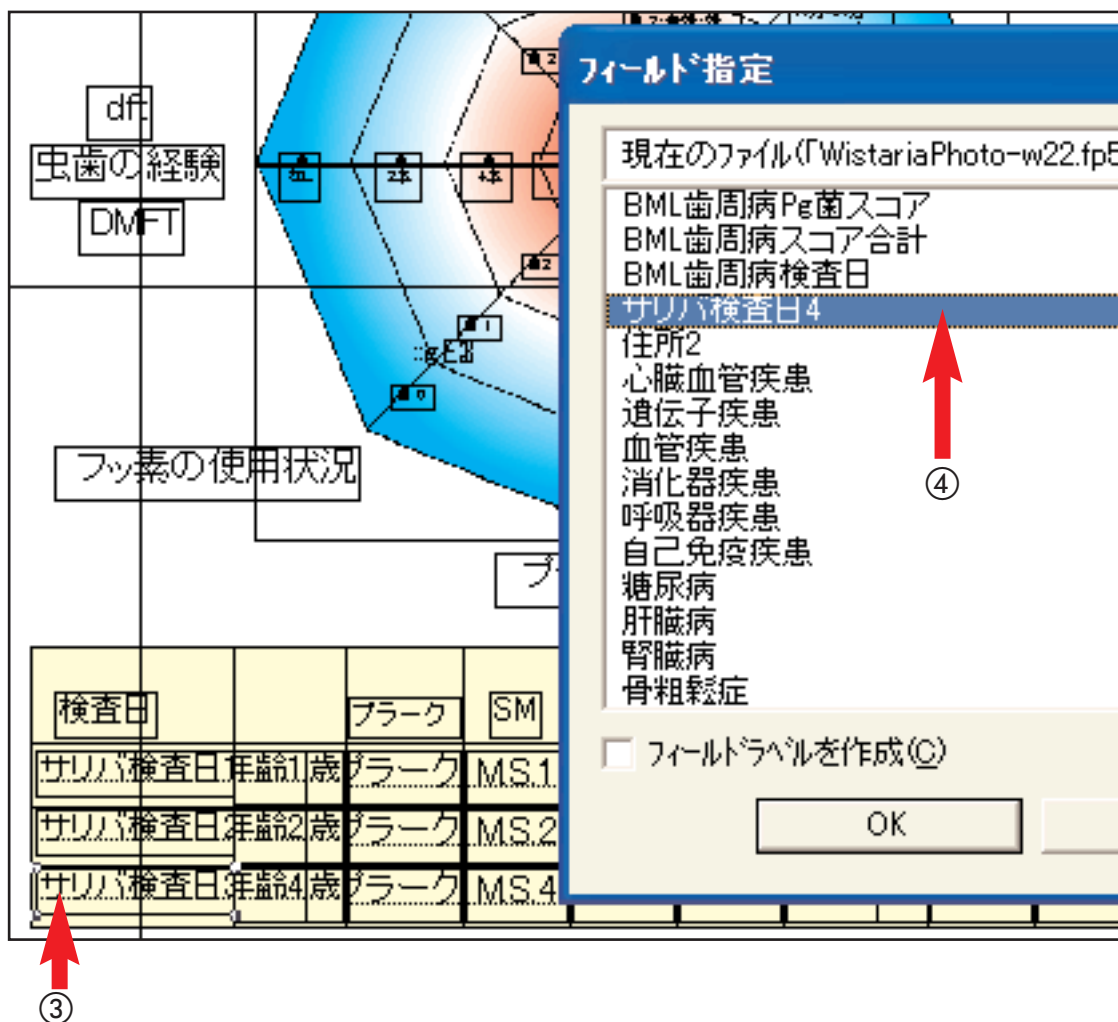 dft
虫歯の経験
DMFT
フッ素の使用状況
プ
検査日
プラーク
SM
サリバ検査日1
年齢1
歳
プラーク
M.S.1
サリバ検査日2
年齢2
歳
プラーク
M.S.2
サリバ検査日3
年齢4
歳
プラーク
M.S.4
③
フィールド指定
現在のファイル(「WistariaPhoto-w22.fp5
BML歯周病Pg菌スコア
BML歯周病スコア合計
BML歯周病検査日
サリバ検査日4
住所2
心臓血管疾患
遺伝子疾患
血管疾患
消化器疾患
呼吸器疾患
自己免疫疾患
糖尿病
肝臓病
腎臓病
骨粗鬆症
④
フィールドラベルを作成(C)
OK